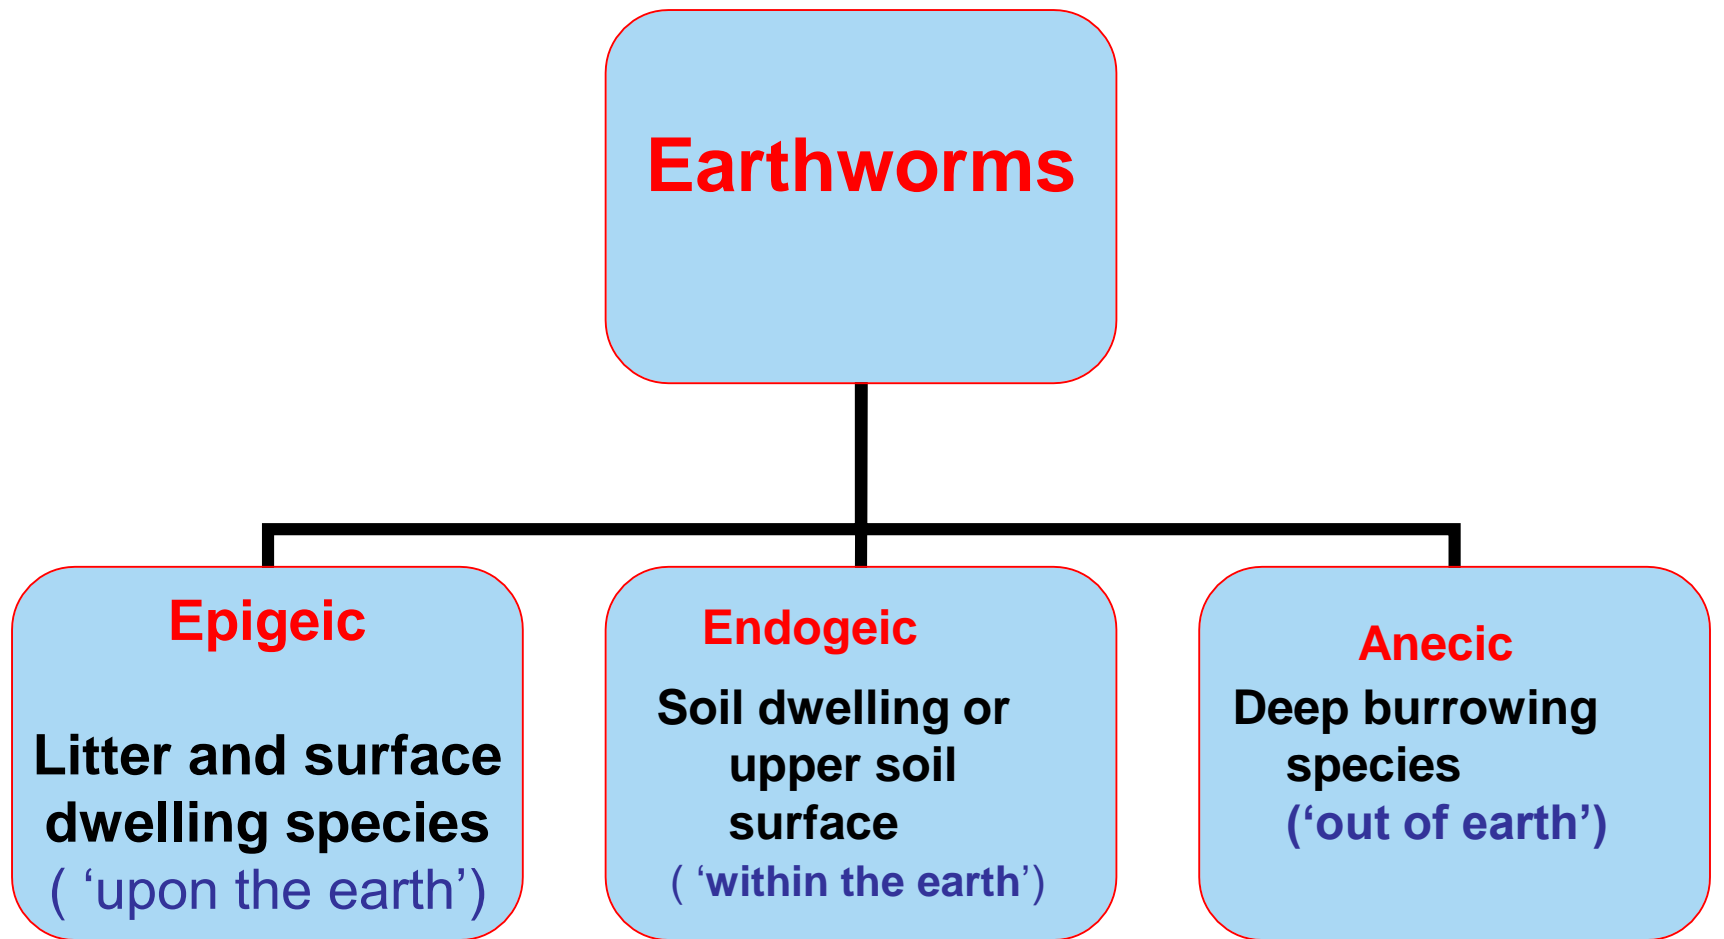 Earthworms
Epigeic
Litter and surface
dwelling species
( ‘upon the earth’)
Endogeic
Soil dwelling or
upper soil
surface
( ‘within the earth’)
Anecic
Deep burrowing
species
(‘out of earth’)